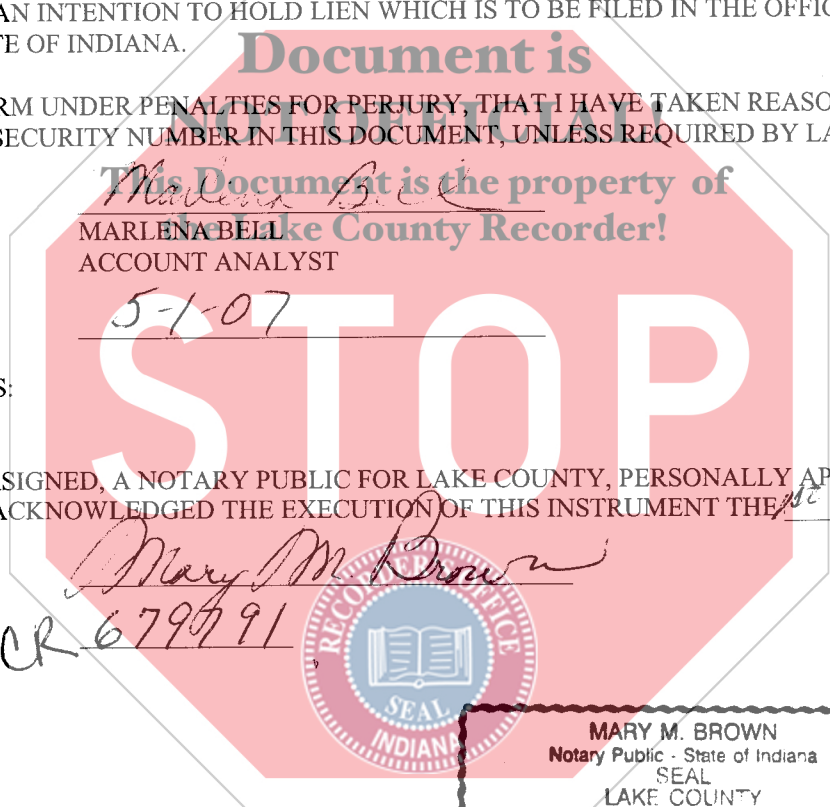 AN INTENTION TO HOLD LIEN WHICH IS TO BE FILED IN THE OFFIC
TE OF INDIANA.
Document is
RM UNDER PENALTIES FOR PERJURY, THAT I HAVE TAKEN REASO
NOT OFFICIAL!
SECURITY NUMBER IN THIS DOCUMENT, UNLESS REQUIRED BY LA
This Document is the property of
Marlena Bell
the Lake County Recorder!
MARLENA BELL
ACCOUNT ANALYST
5-1-07
STOP
S:
SIGNED, A NOTARY PUBLIC FOR LAKE COUNTY, PERSONALLY AP
ACKNOWLEDGED THE EXECUTION OF THIS INSTRUMENT THE 1st
Mary M. Brown
CR 679791
RECORDER OFFICE
SEAL
INDIANA
MARY M. BROWN
Notary Public - State of Indiana
SEAL
LAKE COUNTY